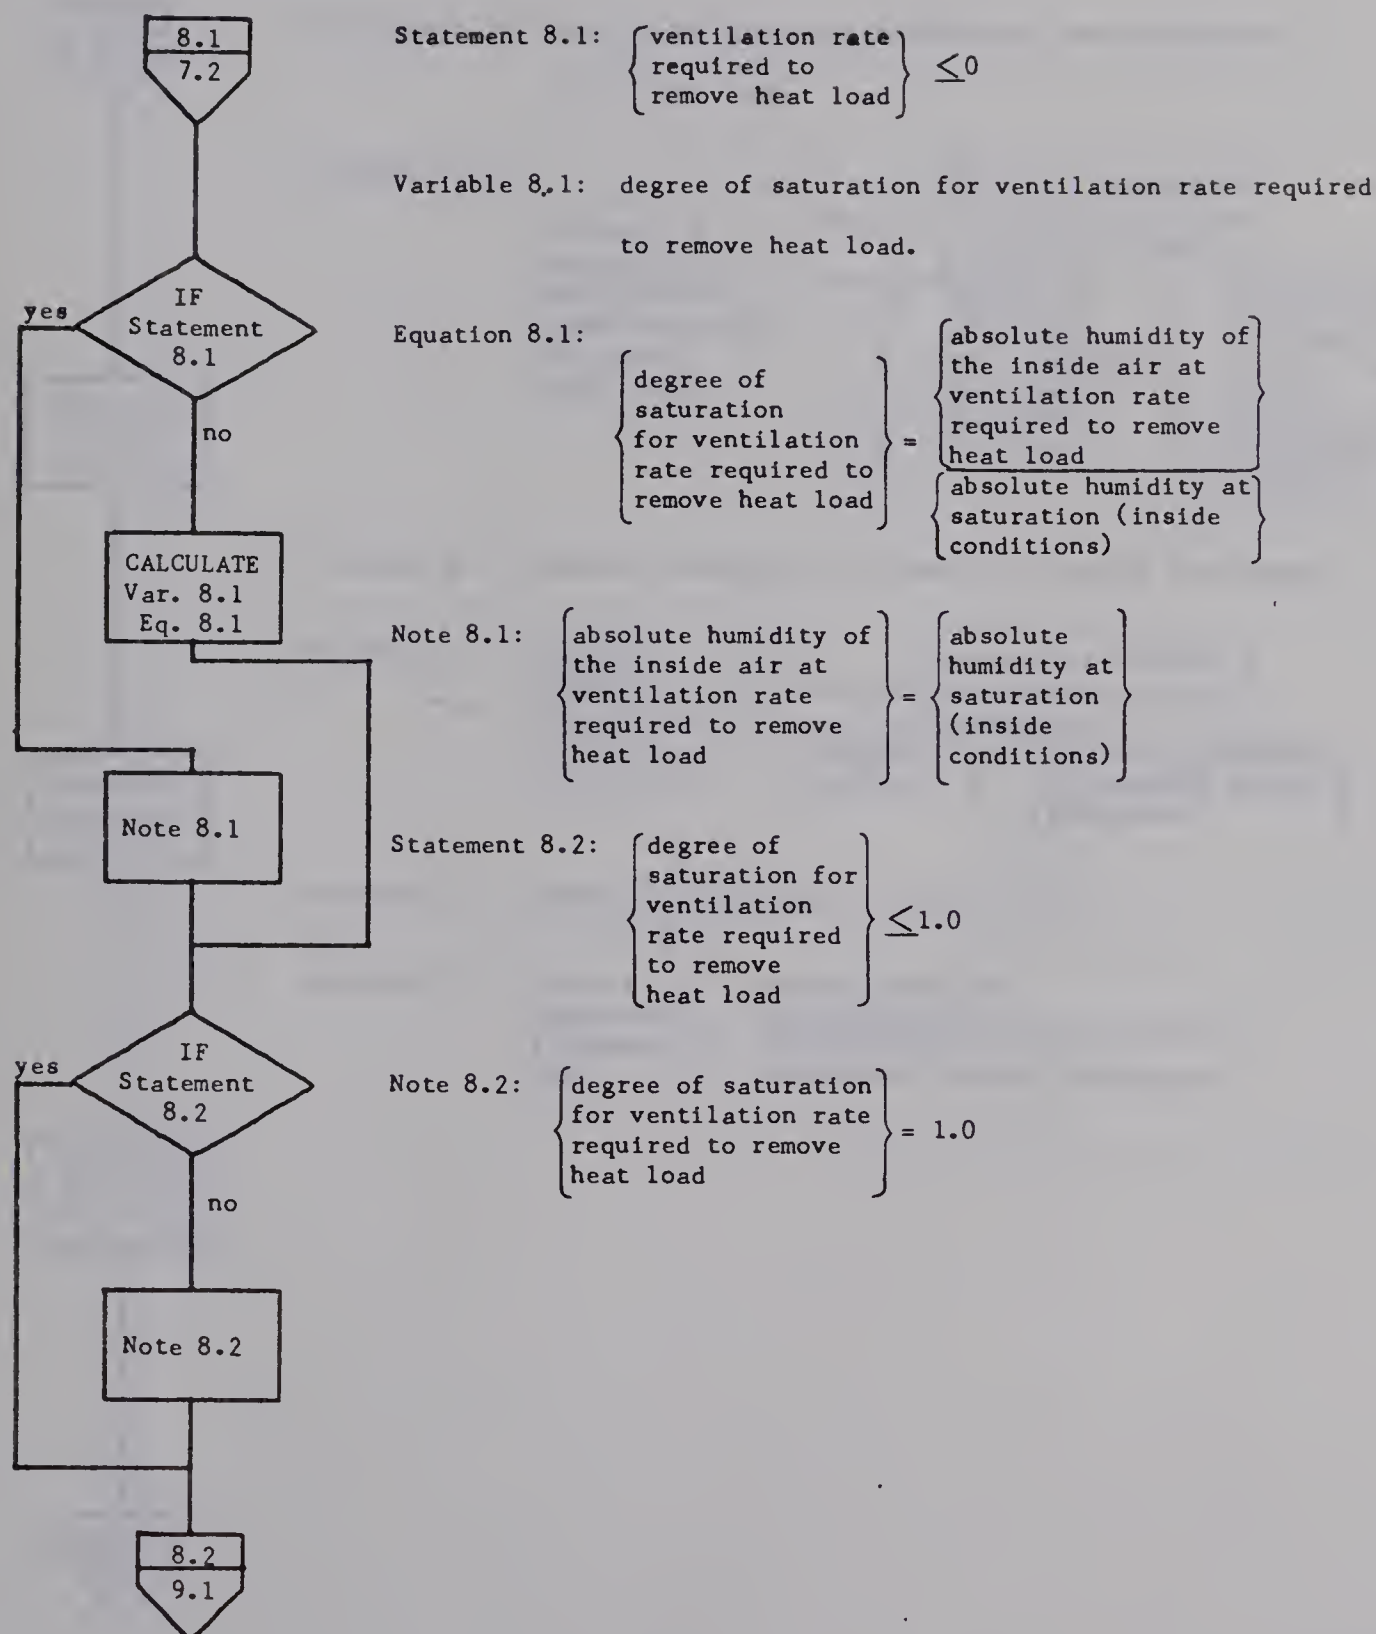 8.1
7.2
Statement 8.1: {ventilation rate
required to
remove heat load} ≤0
Variable 8.1: degree of saturation for ventilation rate required
to remove heat load.
yes
IF
Statement
8.1
no
Equation 8.1:
{degree of
saturation
for ventilation
rate required to
remove heat load} =
{absolute humidity of
the inside air at
ventilation rate
required to remove
heat load}
{absolute humidity at
saturation (inside
conditions)}
CALCULATE
Var. 8.1
Eq. 8.1
Note 8.1: {absolute humidity of
the inside air at
ventilation rate
required to remove
heat load} =
{absolute
humidity at
saturation
(inside
conditions)}
Note 8.1
Statement 8.2: {degree of
saturation for
ventilation
rate required
to remove
heat load} ≤1.0
yes
IF
Statement
8.2
no
Note 8.2: {degree of saturation
for ventilation rate
required to remove
heat load} = 1.0
Note 8.2
8.2
9.1